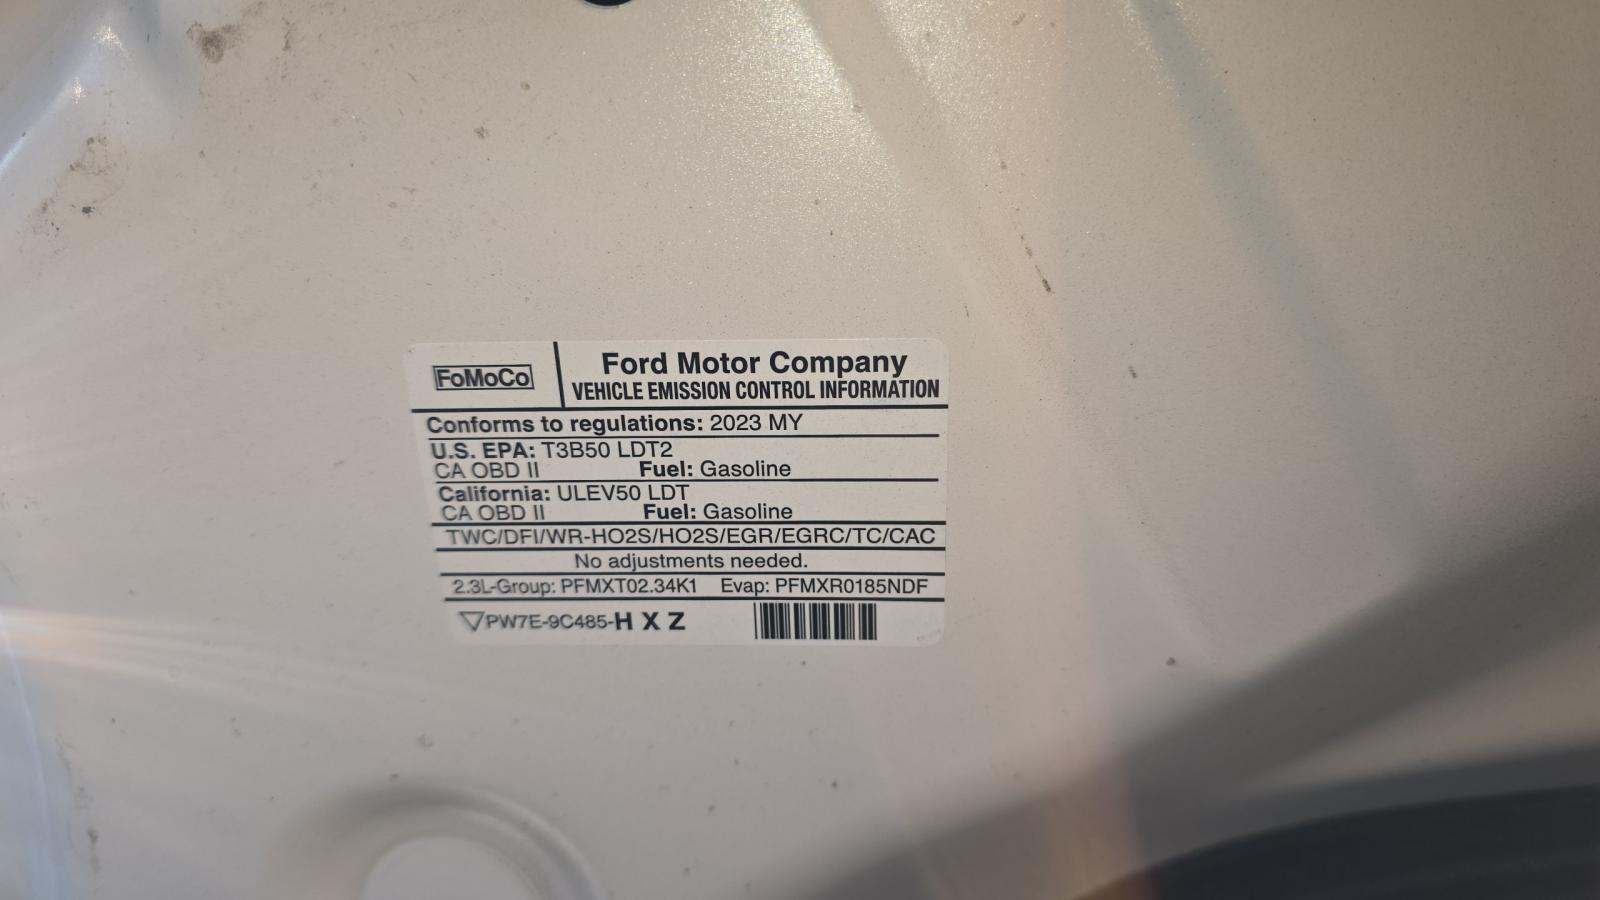 FoMoCo
Ford Motor Company
VEHICLE EMISSION CONTROL INFORMATION
Conforms to regulations: 2023 MY
U.S. EPA: T3B50 LDT2
CA OBD II Fuel: Gasoline
California: ULEV50 LDT
CA OBD II Fuel: Gasoline
TWC/DFI/WR-HO2S/HO2S/EGR/EGRC/TC/CAC
No adjustments needed.
2.3L-Group: PFMXT02.34K1 Evap: PFMXR0185NDF
PW7E-9C485-H X Z